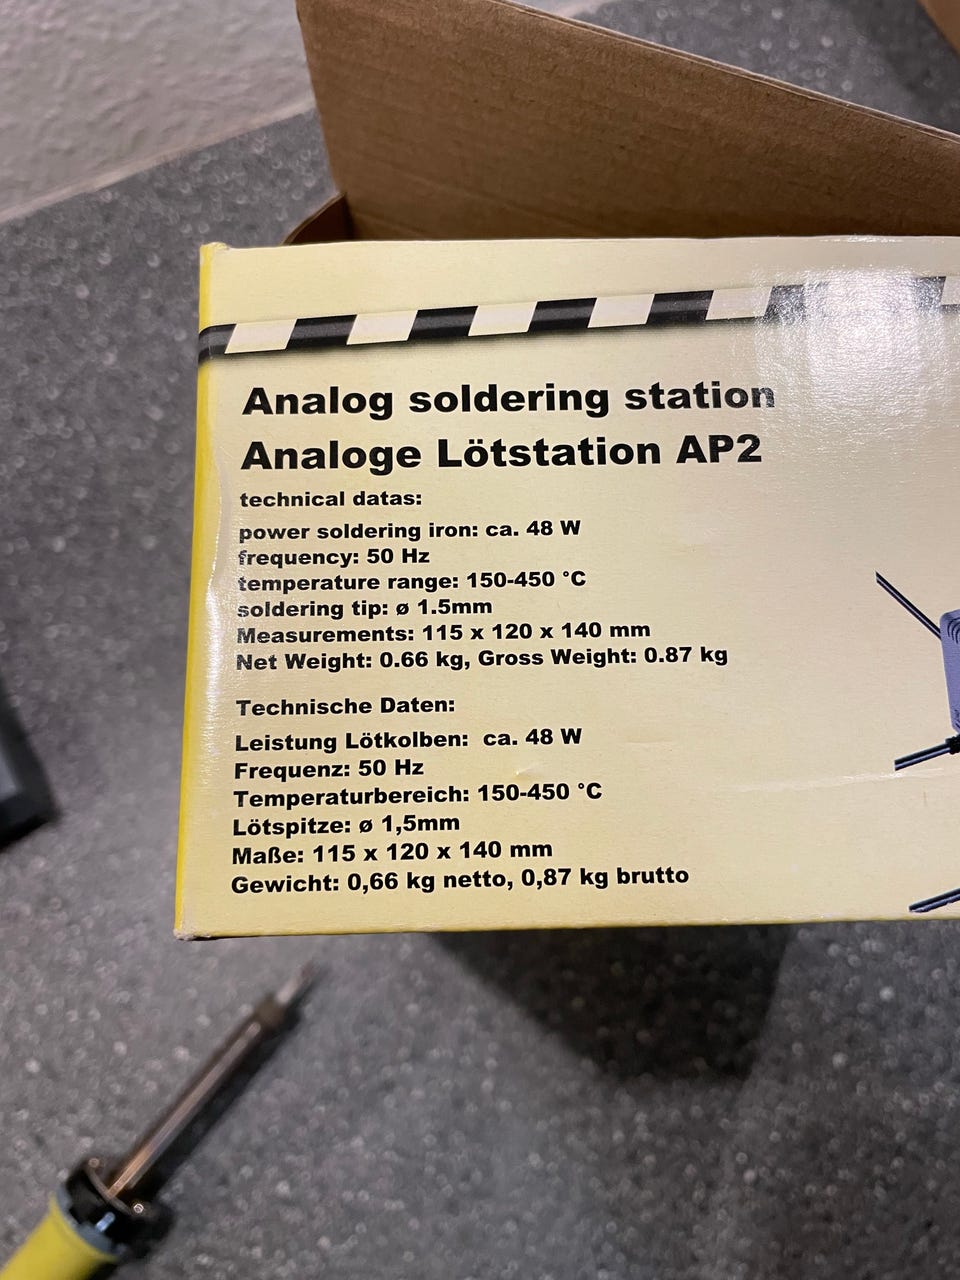 Analog soldering station
Analoge Lötstation AP2
technical datas:
power soldering iron: ca. 48 W
frequency: 50 Hz
temperature range: 150-450 °C
soldering tip: ø 1.5mm
Measurements: 115 x 120 x 140 mm
Net Weight: 0.66 kg, Gross Weight: 0.87 kg
Technische Daten:
Leistung Lötkolben: ca. 48 W
Frequenz: 50 Hz
Temperaturbereich: 150-450 °C
Lötspitze: ø 1,5mm
Maße: 115 x 120 x 140 mm
Gewicht: 0,66 kg netto, 0,87 kg brutto